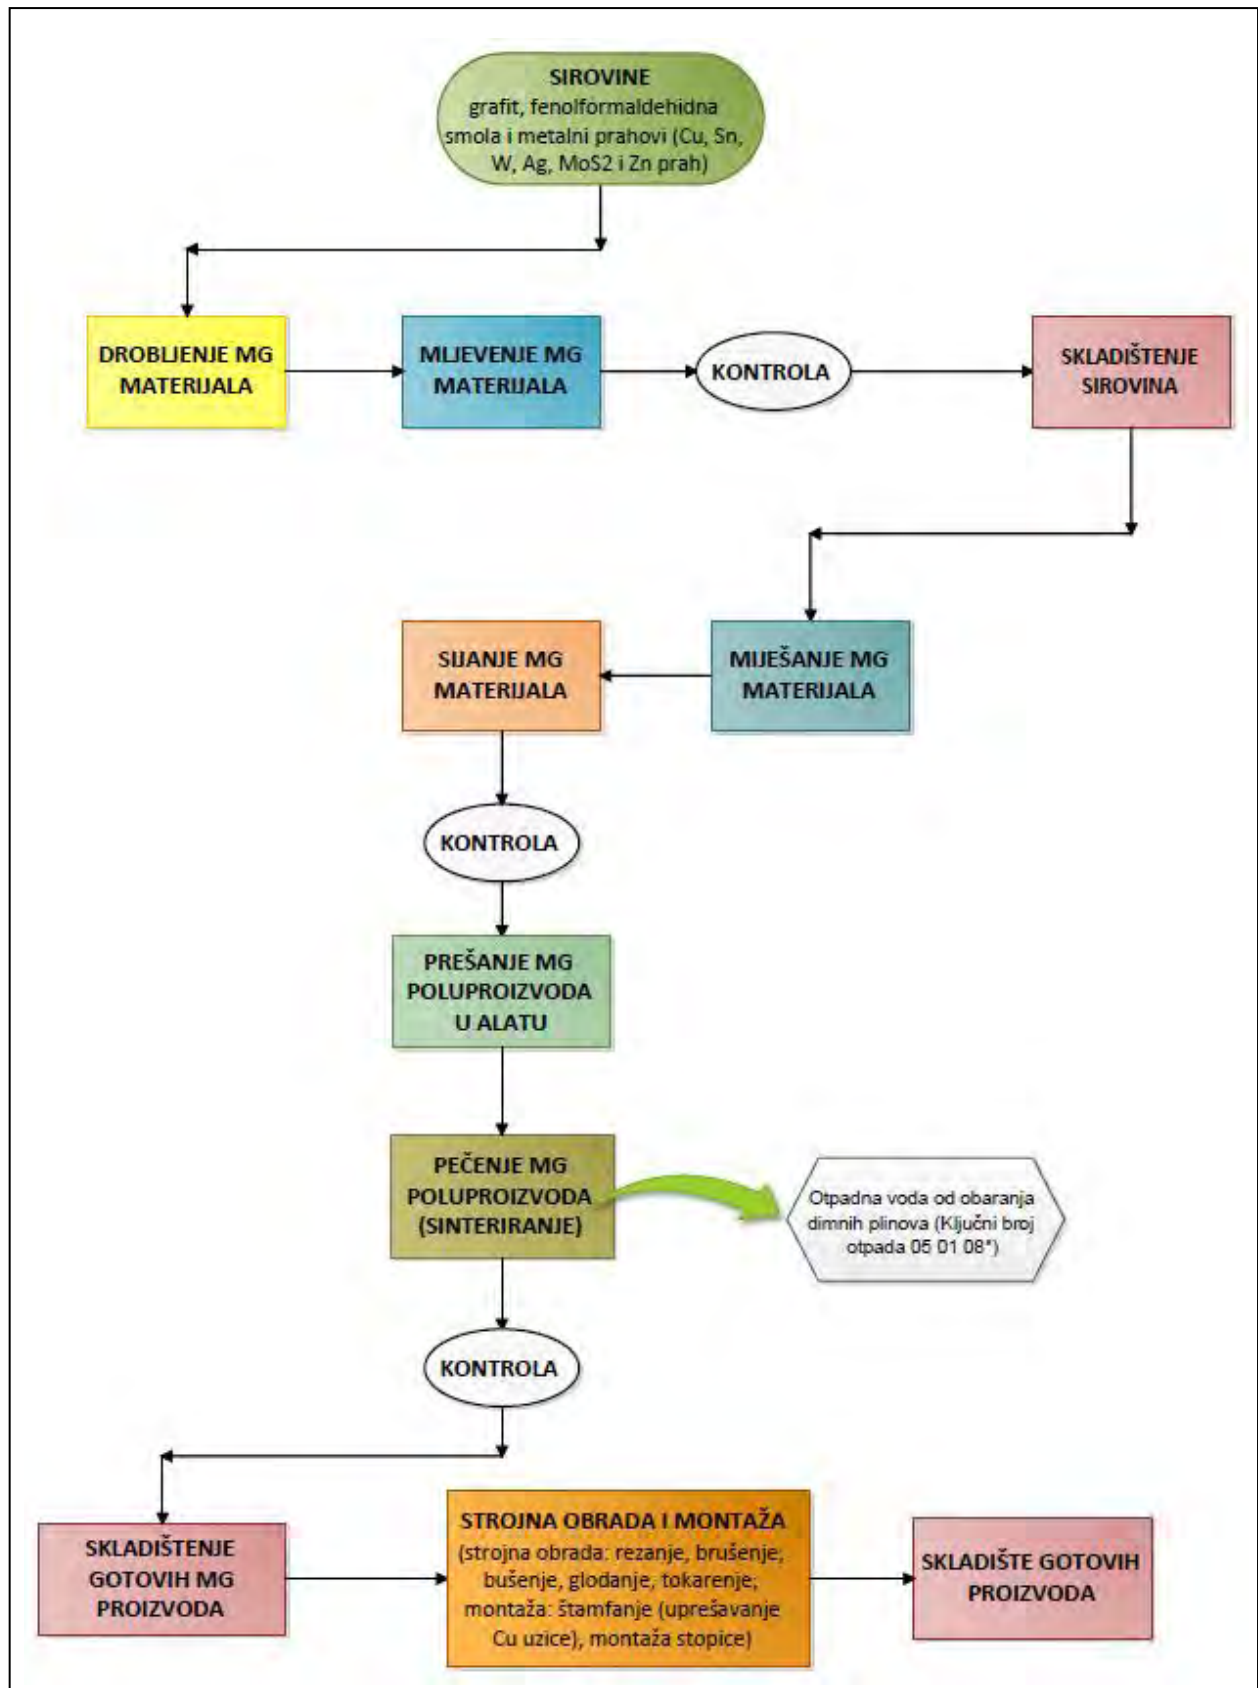 SIROVINE
grafit, fenolformaldehidna
smola i metalni prahovi (Cu, Sn,
W, Ag, MoS2 i Zn prah)
DROBLJENJE MG
MATERIJALA
MLJEVENJE MG
MATERIJALA
KONTROLA
SKLADIŠTENJE
SIROVINA
SIJANJE MG
MATERIJALA
MIJEŠANJE MG
MATERIJALA
KONTROLA
PREŠANJE MG
POLUPROIZVODA
U ALATU
PEČENJE MG
POLUPROIZVODA
(SINTERIRANJE)
Otpadna voda od obaranja
dimnih plinova (Ključni broj
otpada 05 01 08*)
KONTROLA
SKLADIŠTENJE
GOTOVIH MG
PROIZVODA
STROJNA OBRADA I MONTAŽA
(strojna obrada: rezanje, brušenje;
bušenje, glodanje, tokarenje;
montaža: štamfanje (uprešavanje
Cu uzice), montaža stopice)
SKLADIŠTE GOTOVIH
PROIZVODA